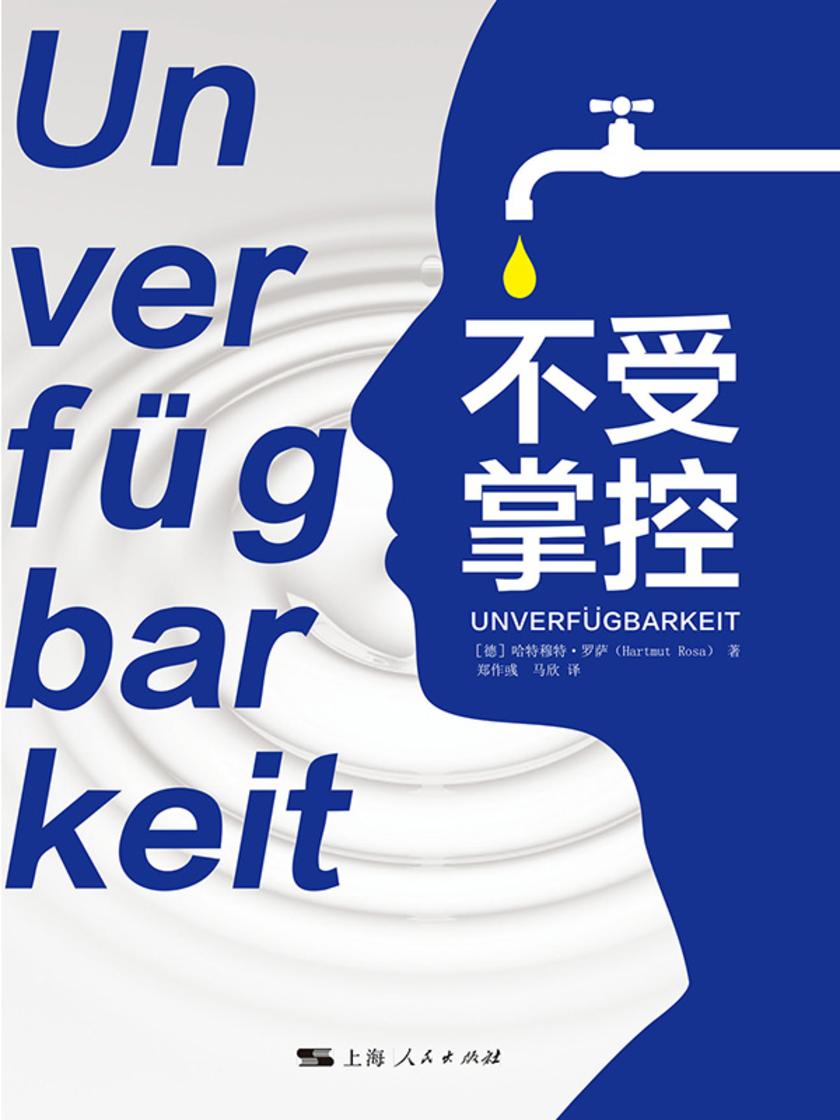 Un
ver
füg
bar
keit
不受
掌控
UNVERFÜGBARKEIT
［德］哈特穆特·罗萨（Hartmut Rosa） 著
郑作彧 马欣 译
上海人民出版社